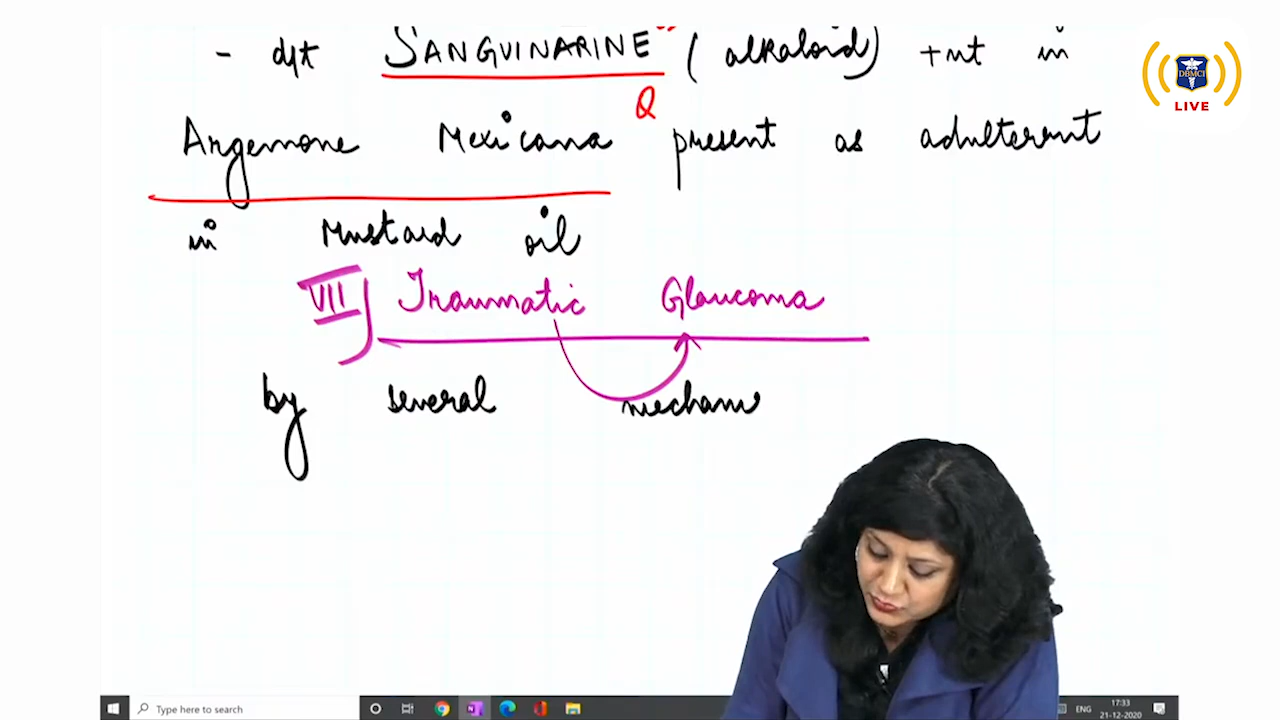 - d/t SANGUINARINE" (alkaloid) +nt in
Q
Argemone Mexicana present as adulterant
in Mustard oil
VII) Traumatic Glaucoma
by several mechani
DBMCI
LIVE
Type here to search
ENG
17:33
21-12-2020